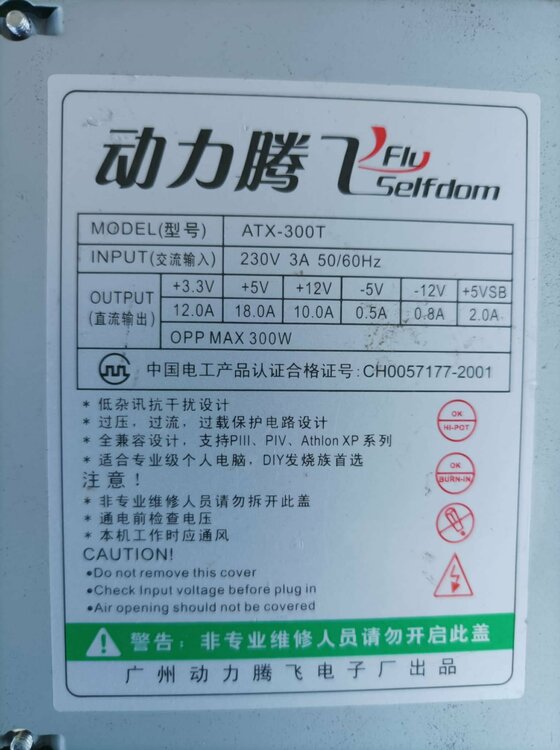 动力腾飞 Fly Selfdom
MODEL(型号) ATX-300T
INPUT(交流输入) 230V 3A 50/60Hz
OUTPUT (直流输出) +3.3V +5V +12V -5V -12V +5VSB
12.0A 18.0A 10.0A 0.5A 0.8A 2.0A
OPP MAX 300W
中国电工产品认证合格证号:CH0057177-2001
* 低杂讯抗干扰设计
* 过压,过流,过载保护电路设计
* 全兼容设计,支持PIII、PIV、Athlon XP 系列
* 适合专业级个人电脑,DIY发烧族首选
OK
HI-POT
OK
BURN-IN
注意!
* 非专业维修人员请勿拆开此盖
* 通电前检查电压
* 本机工作时应通风
CAUTION!
●Do not remove this cover
●Check Input voltage before plug in
●Air opening should not be covered
警告:非专业维修人员请勿开启此盖
广州动力腾飞电子厂出品